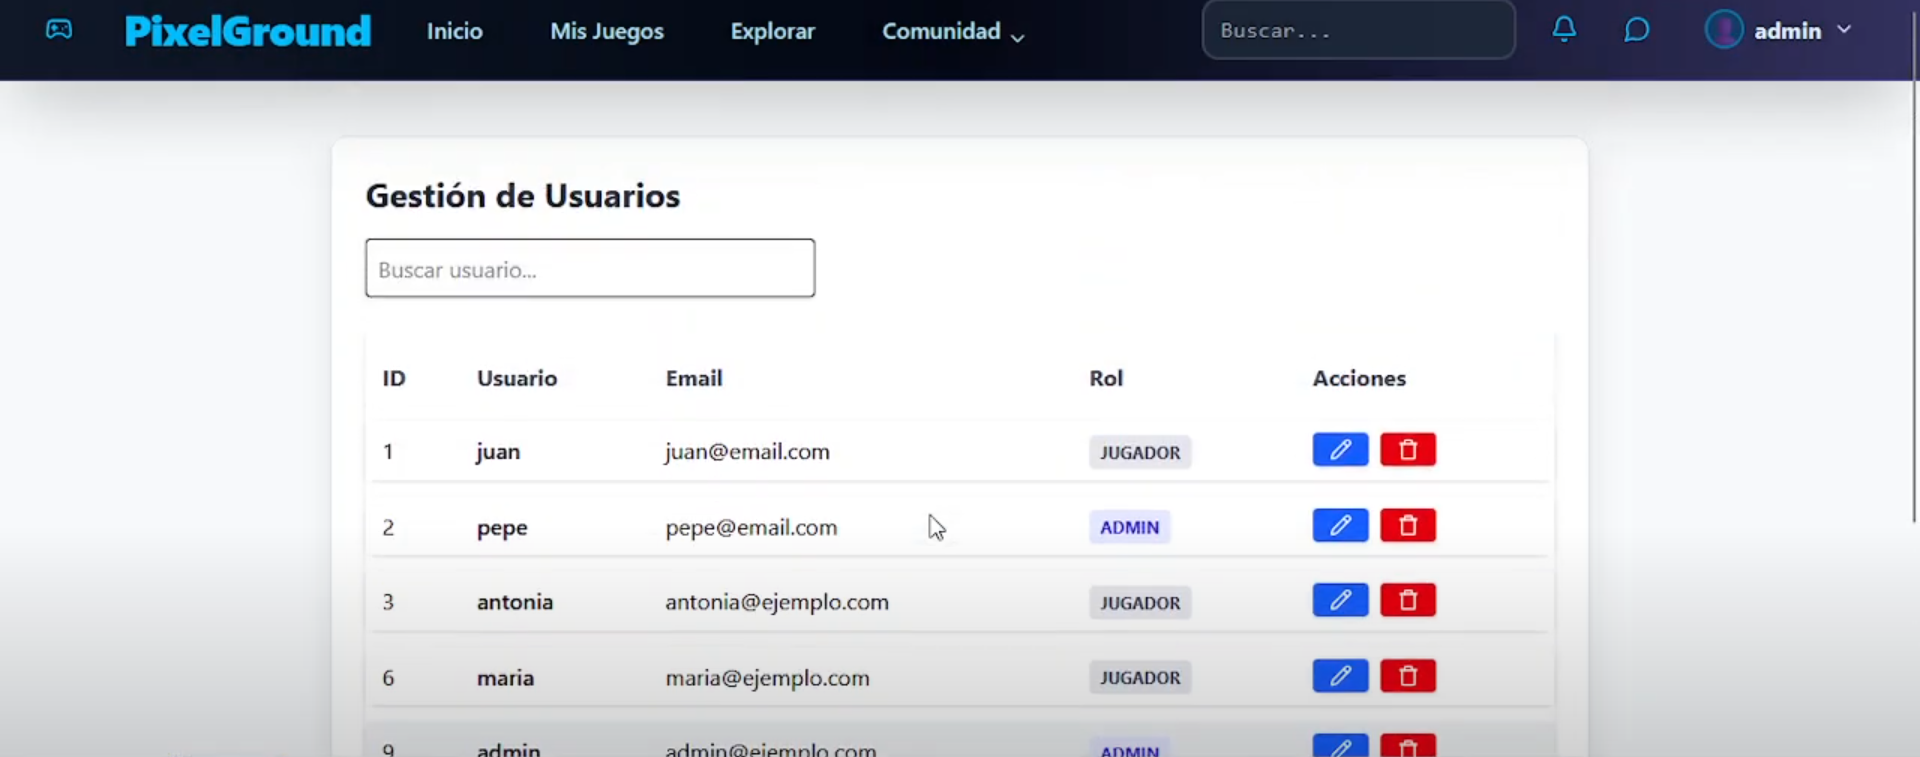 PixelGround Inicio Mis Juegos Explorar Comunidad Buscar... admin
Gestión de Usuarios
Buscar usuario...
ID Usuario Email Rol Acciones
1 juan juan@email.com JUGADOR
2 pepe pepe@email.com ADMIN
3 antonia antonia@ejemplo.com JUGADOR
6 maria maria@ejemplo.com JUGADOR
9 admin admin@ejemplo.com ADMIN